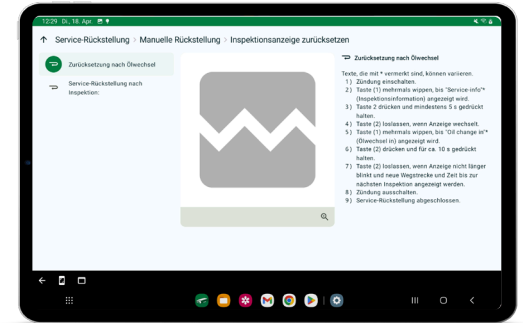 12:29 Di., 18. Apr.
Service-Rückstellung > Manuelle Rückstellung > Inspektionsanzeige zurücksetzen
Zurücksetzung nach Ölwechsel
Service-Rückstellung nach
Inspektion:
Zurücksetzung nach Ölwechsel
Texte, die mit * vermerkt sind, können variieren.
1) Zündung einschalten.
2) Taste (1) mehrmals wippen, bis "Service-info"*
(Inspektionsinformation) angezeigt wird.
3) Taste 2 drücken und mindestens 5 s gedrückt
halten.
4) Taste (2) loslassen, wenn Anzeige wechselt.
5) Taste (1) mehrmals wippen, bis "Oil change in"*
(Ölwechsel in) angezeigt wird.
6) Taste (2) drücken und für ca. 10 s gedrückt
halten.
7) Taste (2) loslassen, wenn Anzeige nicht länger
blinkt und neue Wegstrecke und Zeit bis zur
nächsten Inspektion angezeigt werden.
8) Zündung ausschalten.
9) Service-Rückstellung abgeschlossen.